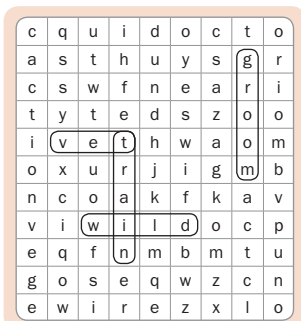 c q u i d o c t o
a s t h u y s g r
c s w f n e a r i
t y t e d s z o o
i v e t h w a o m
o x u r j i g m b
n c o a k f k a v
v i w i l d o c p
e q f n m b m t u
g o s e q w z c n
e w i r e z x l o